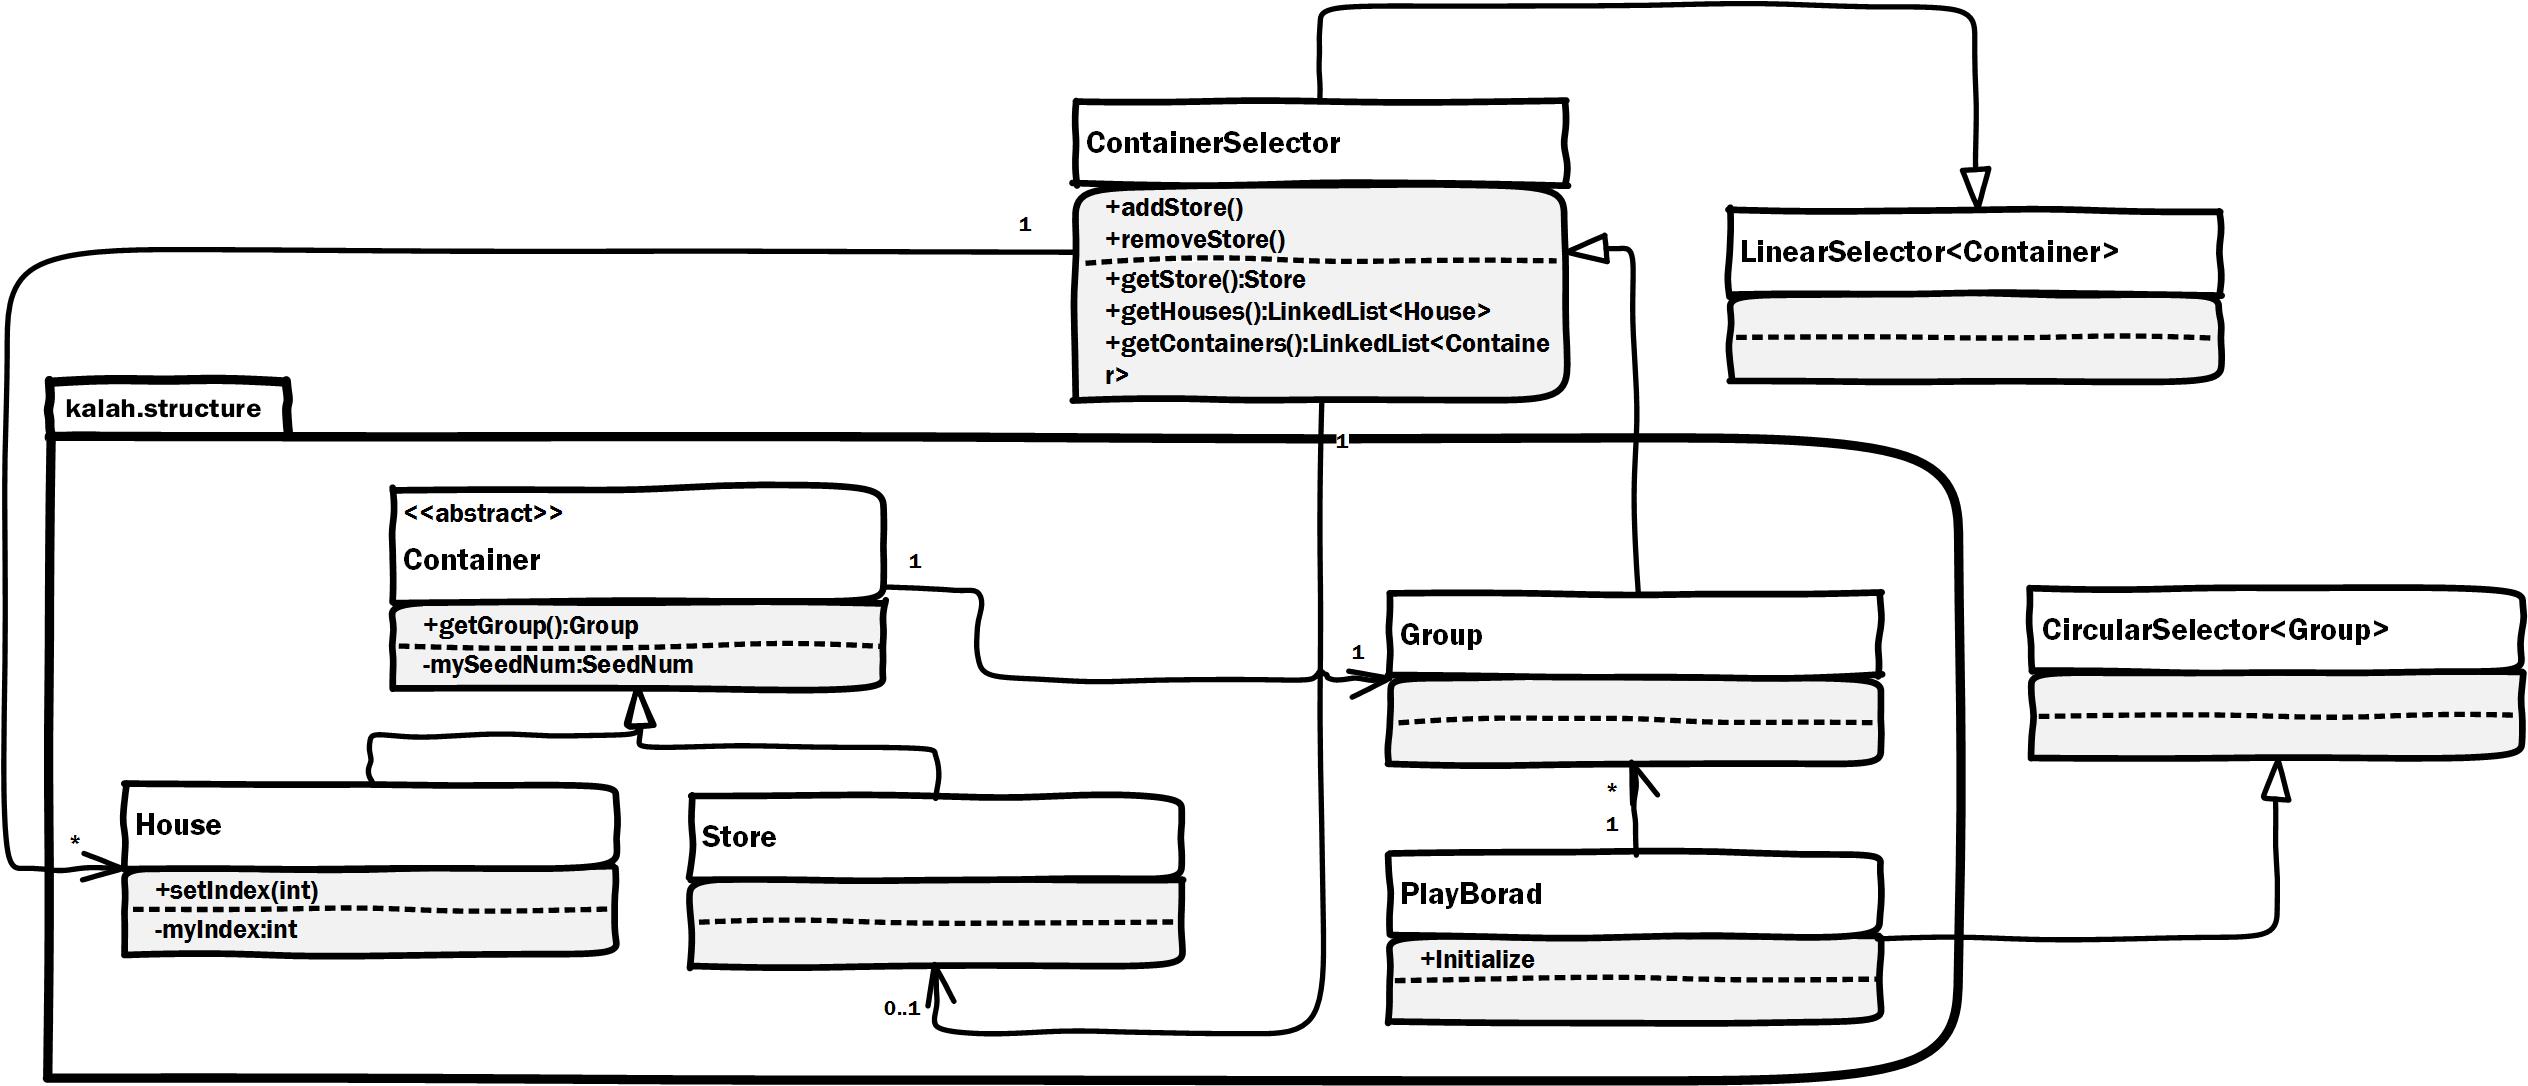 ContainerSelector
+addStore()
+removeStore()
+getStore():Store
+getHouses():LinkedList<House>
+getContainers():LinkedList<Containe
r>
1
LinearSelector<Container>
kalah.structure
1
<<abstract>>
Container
+getGroup():Group
-mySeedNum:SeedNum
1
1
Group
CircularSelector<Group>
*
1
House
+setIndex(int)
-myIndex:int
*
Store
0..1
PlayBorad
+Initialize